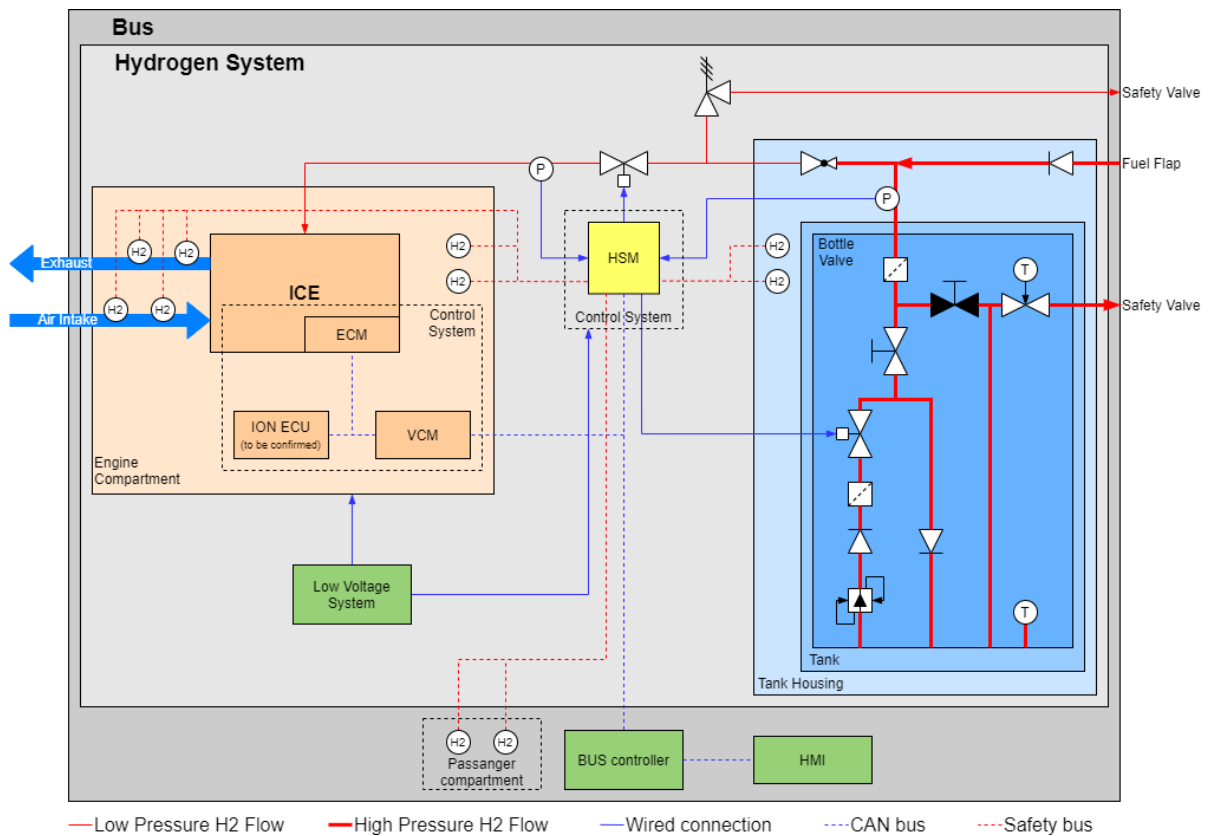 Bus
Hydrogen System
Safety Valve
Fuel Flap
P
P
H2
H2
H2
H2
H2
H2
H2
H2
Exhaust
Air Intake
ICE
ECM
Control
System
HSM
Control System
Bottle
Valve
T
Safety Valve
ION ECU
(to be confirmed)
VCM
Engine
Compartment
Low Voltage
System
T
Tank
Tank Housing
H2
H2
Passanger
compartment
BUS controller
HMI
Low Pressure H2 Flow
High Pressure H2 Flow
Wired connection
CAN bus
Safety bus